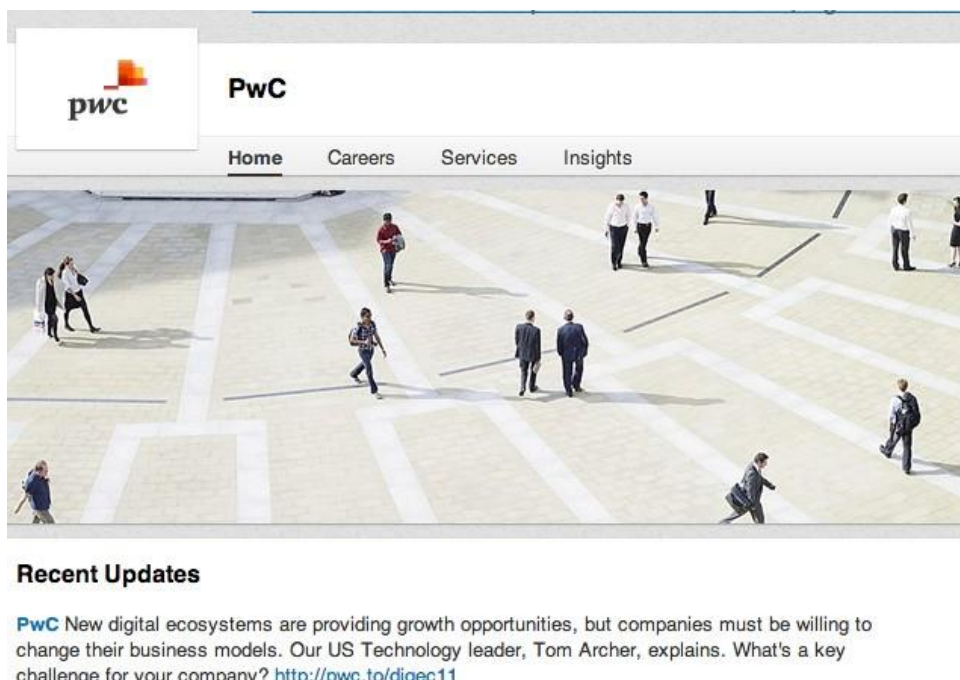 pwc
PwC
Home Careers Services Insights
Recent Updates
PwC New digital ecosystems are providing growth opportunities, but companies must be willing to
change their business models. Our US Technology leader, Tom Archer, explains. What's a key
challenge for your company? http://pwc.to/digec11